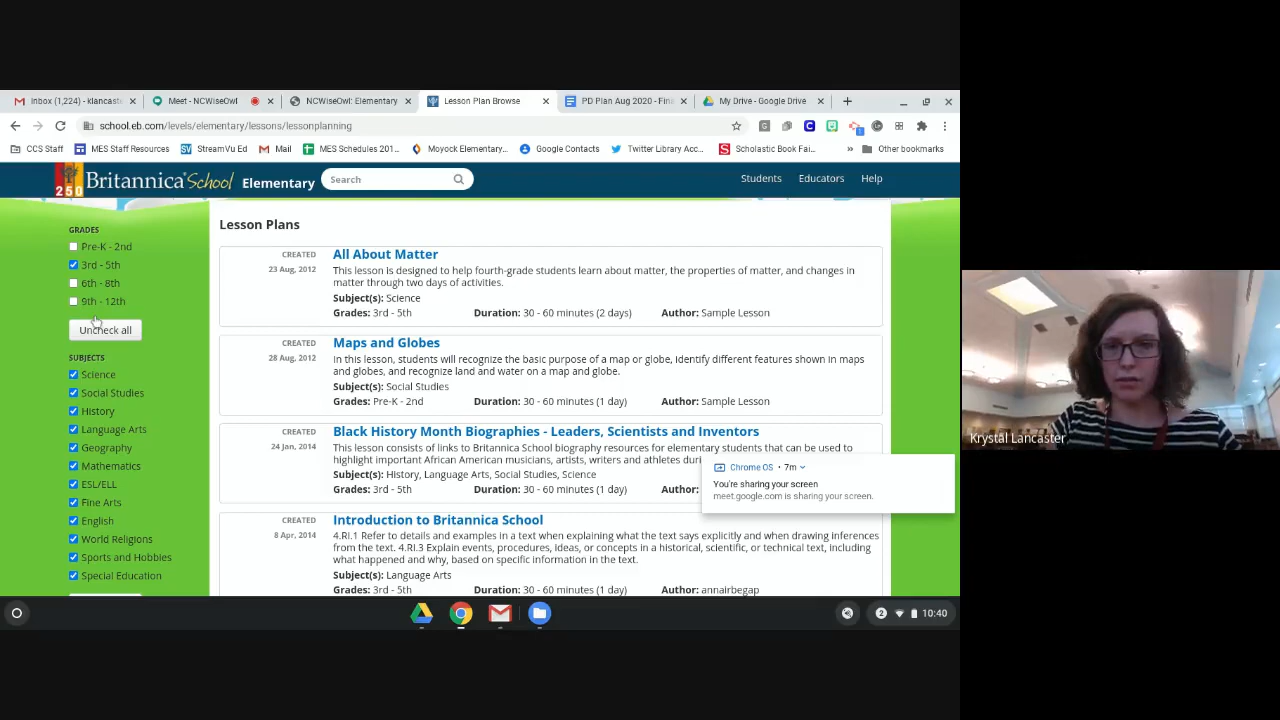 Inbox (1,224) - klancast
Meet - NCWiseOwl
NCWiseOwl: Elementary
Lesson Plan Browse
PD Plan Aug 2020 - Fina
My Drive - Google Drive
school.eb.com/levels/elementary/lessons/lessonplanning
CCS Staff
MES Staff Resources
StreamVu Ed
Mail
MES Schedules 201...
Moyock Elementary...
Google Contacts
Twitter Library Acc...
Scholastic Book Fai...
Other bookmarks
250
Britannica School Elementary
Search
Students
Educators
Help
GRADES
Pre-K - 2nd
3rd - 5th
6th - 8th
9th - 12th
Uncheck all
SUBJECTS
Science
Social Studies
History
Language Arts
Geography
Mathematics
ESL/ELL
Fine Arts
English
World Religions
Sports and Hobbies
Special Education
Lesson Plans
CREATED
23 Aug, 2012
All About Matter
This lesson is designed to help fourth-grade students learn about matter, the properties of matter, and changes in
matter through two days of activities.
Subject(s): Science
Grades: 3rd - 5th Duration: 30 - 60 minutes (2 days) Author: Sample Lesson
CREATED
28 Aug, 2012
Maps and Globes
In this lesson, students will recognize the basic purpose of a map or globe, identify different features shown in maps
and globes, and recognize land and water on a map and globe.
Subject(s): Social Studies
Grades: Pre-K - 2nd Duration: 30 - 60 minutes (1 day) Author: Sample Lesson
CREATED
24 Jan, 2014
Black History Month Biographies - Leaders, Scientists and Inventors
This lesson consists of links to Britannica School biography resources for elementary students that can be used to
highlight important African American musicians, artists, writers and athletes duri
Subject(s): History, Language Arts, Social Studies, Science
Grades: 3rd - 5th Duration: 30 - 60 minutes (1 day) Author:
CREATED
8 Apr, 2014
Introduction to Britannica School
4.RI.1 Refer to details and examples in a text when explaining what the text says explicitly and when drawing inferences
from the text. 4.RI.3 Explain events, procedures, ideas, or concepts in a historical, scientific, or technical text, including
what happened and why, based on specific information in the text.
Subject(s): Language Arts
Grades: 3rd - 5th Duration: 30 - 60 minutes (1 day) Author: annairbegap
Chrome OS • 7m
You're sharing your screen
meet.google.com is sharing your screen.
2
10:40
Krystal Lancaster